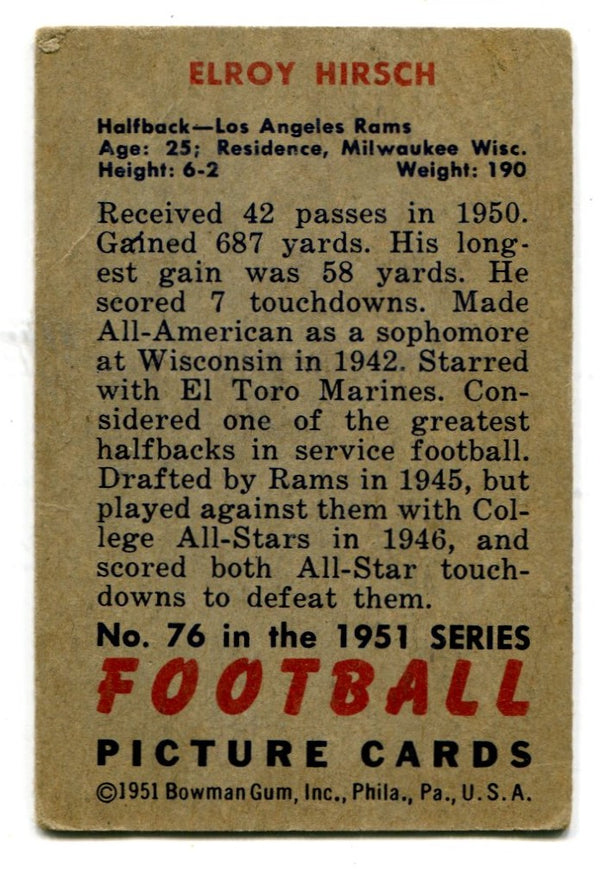 ELROY HIRSCH
Halfback—Los Angeles Rams
Age: 25; Residence, Milwaukee Wisc.
Height: 6-2 Weight: 190
Received 42 passes in 1950.
Gained 687 yards. His long-
est gain was 58 yards. He
scored 7 touchdowns. Made
All-American as a sophomore
at Wisconsin in 1942. Starred
with El Toro Marines. Con-
sidered one of the greatest
halfbacks in service football.
Drafted by Rams in 1945, but
played against them with Col-
lege All-Stars in 1946, and
scored both All-Star touch-
downs to defeat them.
No. 76 in the 1951 SERIES
FOOTBALL
PICTURE CARDS
©1951 Bowman Gum, Inc., Phila., Pa., U.S.A.